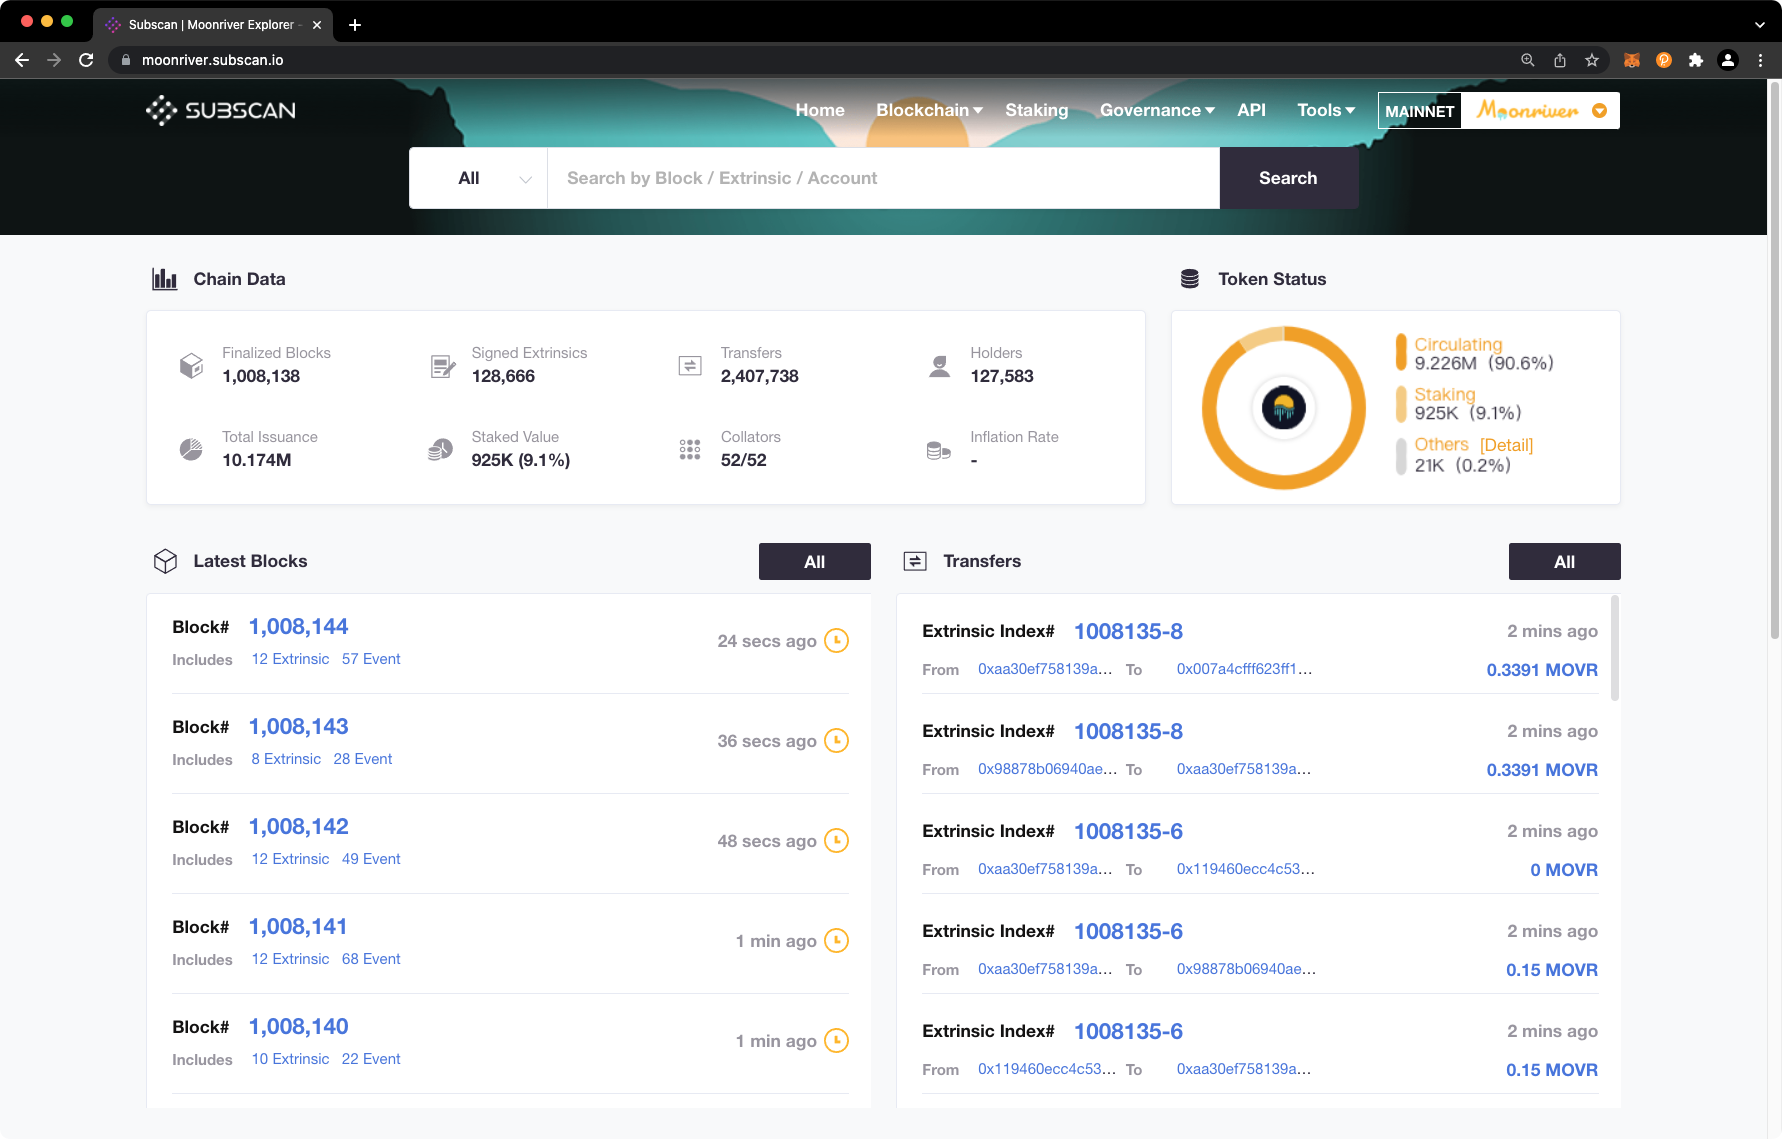 Subscan | Moonriver Explorer -
moonriver.subscan.io
SUBSCAN
Home Blockchain Staking Governance API Tools MAINNET Moonriver
All Search by Block / Extrinsic / Account Search
Chain Data
Finalized Blocks Signed Extrinsics Transfers Holders
1,008,138 128,666 2,407,738 127,583
Total Issuance Staked Value Collators Inflation Rate
10.174M 925K (9.1%) 52/52 -
Token Status
Circulating
9.226M (90.6%)
Staking
925K (9.1%)
Others [Detail]
21K (0.2%)
Latest Blocks All
Block# 1,008,144
24 secs ago
Includes 12 Extrinsic 57 Event
Block# 1,008,143
36 secs ago
Includes 8 Extrinsic 28 Event
Block# 1,008,142
48 secs ago
Includes 12 Extrinsic 49 Event
Block# 1,008,141
1 min ago
Includes 12 Extrinsic 68 Event
Block# 1,008,140
1 min ago
Includes 10 Extrinsic 22 Event
Transfers All
Extrinsic Index# 1008135-8 2 mins ago
From 0xaa30ef758139a... To 0x007a4cfff623ff1... 0.3391 MOVR
Extrinsic Index# 1008135-8 2 mins ago
From 0x98878b06940ae... To 0xaa30ef758139a... 0.3391 MOVR
Extrinsic Index# 1008135-6 2 mins ago
From 0xaa30ef758139a... To 0x119460ecc4c53... 0 MOVR
Extrinsic Index# 1008135-6 2 mins ago
From 0xaa30ef758139a... To 0x98878b06940ae... 0.15 MOVR
Extrinsic Index# 1008135-6 2 mins ago
From 0x119460ecc4c53... To 0xaa30ef758139a... 0.15 MOVR